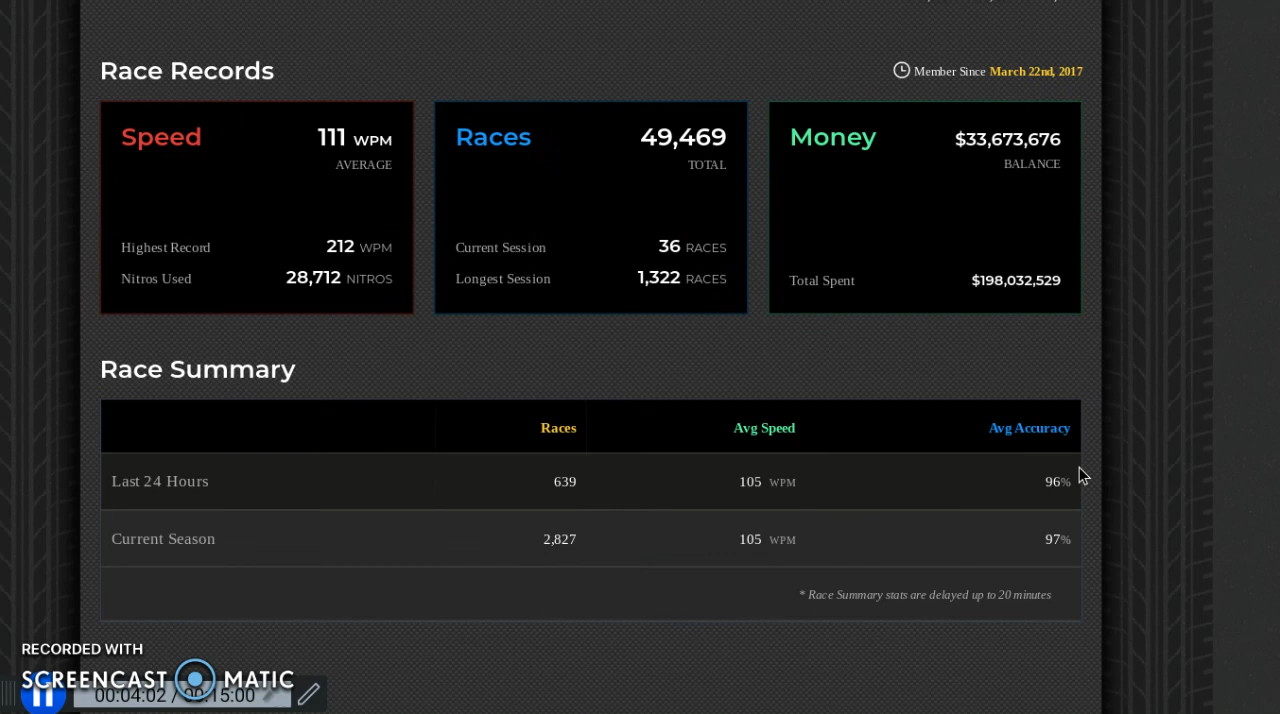 Race Records
Member Since March 22nd, 2017
Speed 111 WPM
AVERAGE
Highest Record 212 WPM
Nitros Used 28,712 NITROS
Races 49,469
TOTAL
Current Session 36 RACES
Longest Session 1,322 RACES
Money $33,673,676
BALANCE
Total Spent $198,032,529
Race Summary
Races Avg Speed Avg Accuracy
Last 24 Hours 639 105 WPM 96%
Current Season 2,827 105 WPM 97%
* Race Summary stats are delayed up to 20 minutes
RECORDED WITH
SCREENCAST MATIC
00:04:02 / 00:15:00